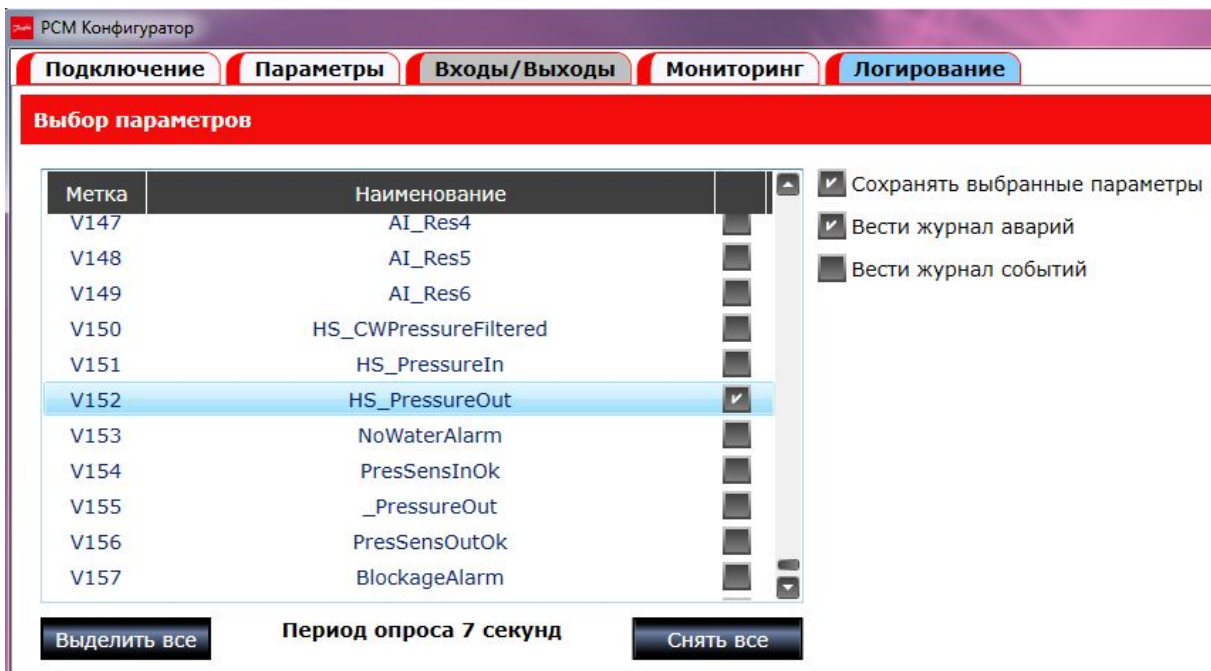 РСМ Конфигуратор
Подключение Параметры Входы/Выходы Мониторинг Логирование
Выбор параметров
Метка Наименование
V147 AI_Res4
V148 AI_Res5
V149 AI_Res6
V150 HS_CWPressureFiltered
V151 HS_PressureIn
V152 HS_PressureOut
V153 NoWaterAlarm
V154 PresSensInOk
V155 _PressureOut
V156 PresSensOutOk
V157 BlockageAlarm
Сохранять выбранные параметры
Вести журнал аварий
Вести журнал событий
Выделить все Период опроса 7 секунд Снять все